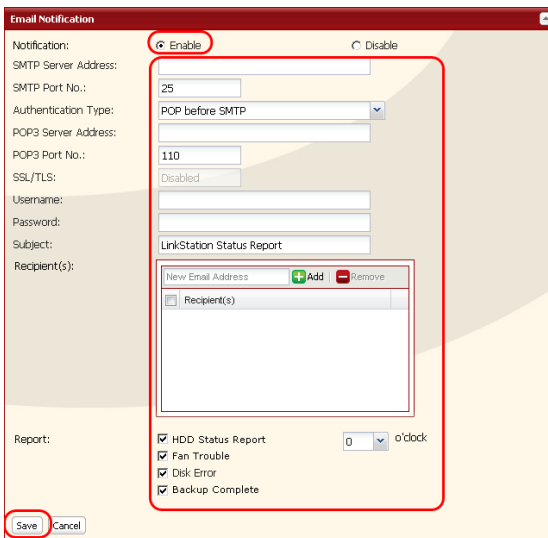 Email Notification
Notification: Enable Disable
SMTP Server Address:
SMTP Port No.: 25
Authentication Type: POP before SMTP
POP3 Server Address:
POP3 Port No.: 110
SSL/TLS: Disabled
Username:
Password:
Subject: LinkStation Status Report
Recipient(s): New Email Address Add Remove
Recipient(s)
Report: HDD Status Report 0 o'clock
Fan Trouble
Disk Error
Backup Complete
Save Cancel